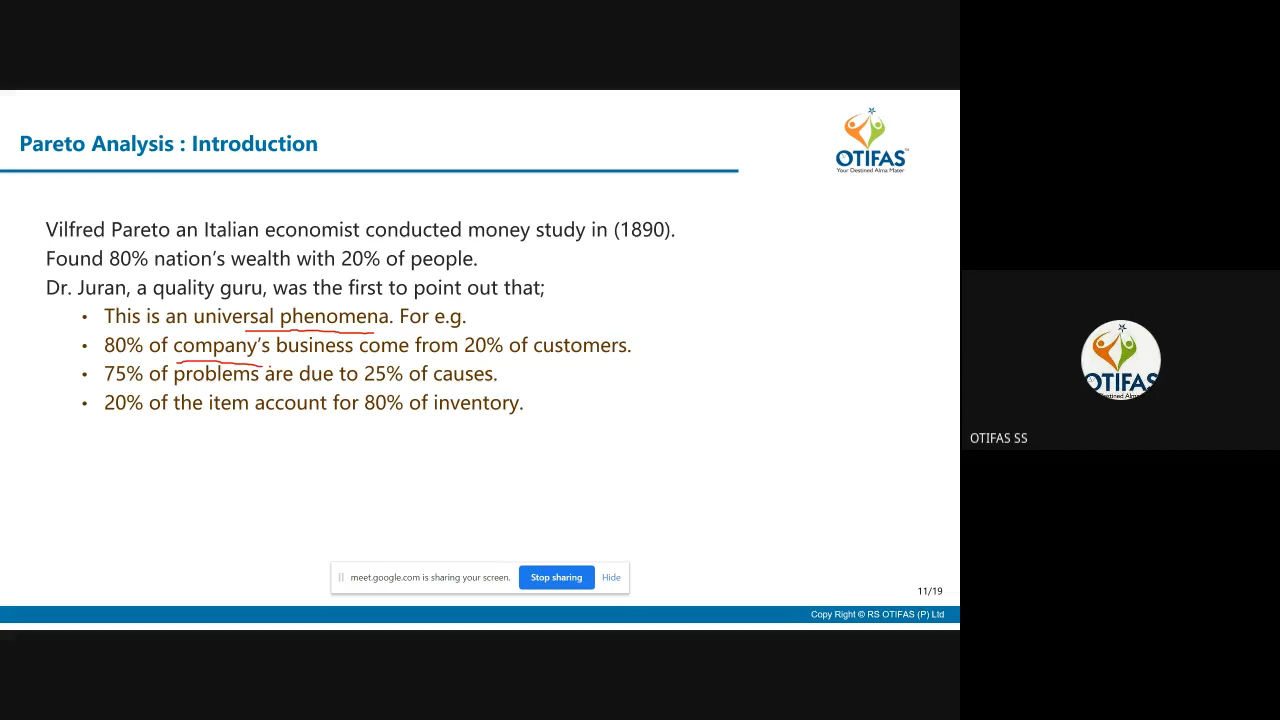 Pareto Analysis : Introduction
OTIFAS™
Your Destined Alma Mater
Vilfred Pareto an Italian economist conducted money study in (1890).
Found 80% nation’s wealth with 20% of people.
Dr. Juran, a quality guru, was the first to point out that;
• This is an universal phenomena. For e.g.
• 80% of company’s business come from 20% of customers.
• 75% of problems are due to 25% of causes.
• 20% of the item account for 80% of inventory.
meet.google.com is sharing your screen. Stop sharing Hide
11/19
Copy Right © RS OTIFAS (P) Ltd
OTIFAS
OTIFAS SS